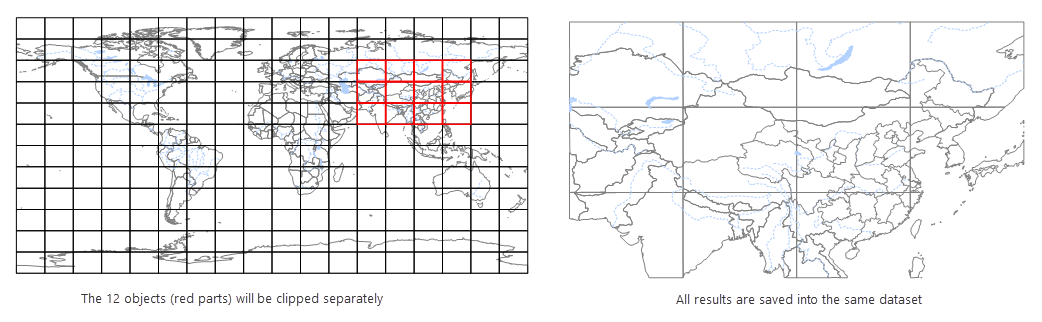 The 12 objects (red parts) will be clipped separately
All results are saved into the same dataset